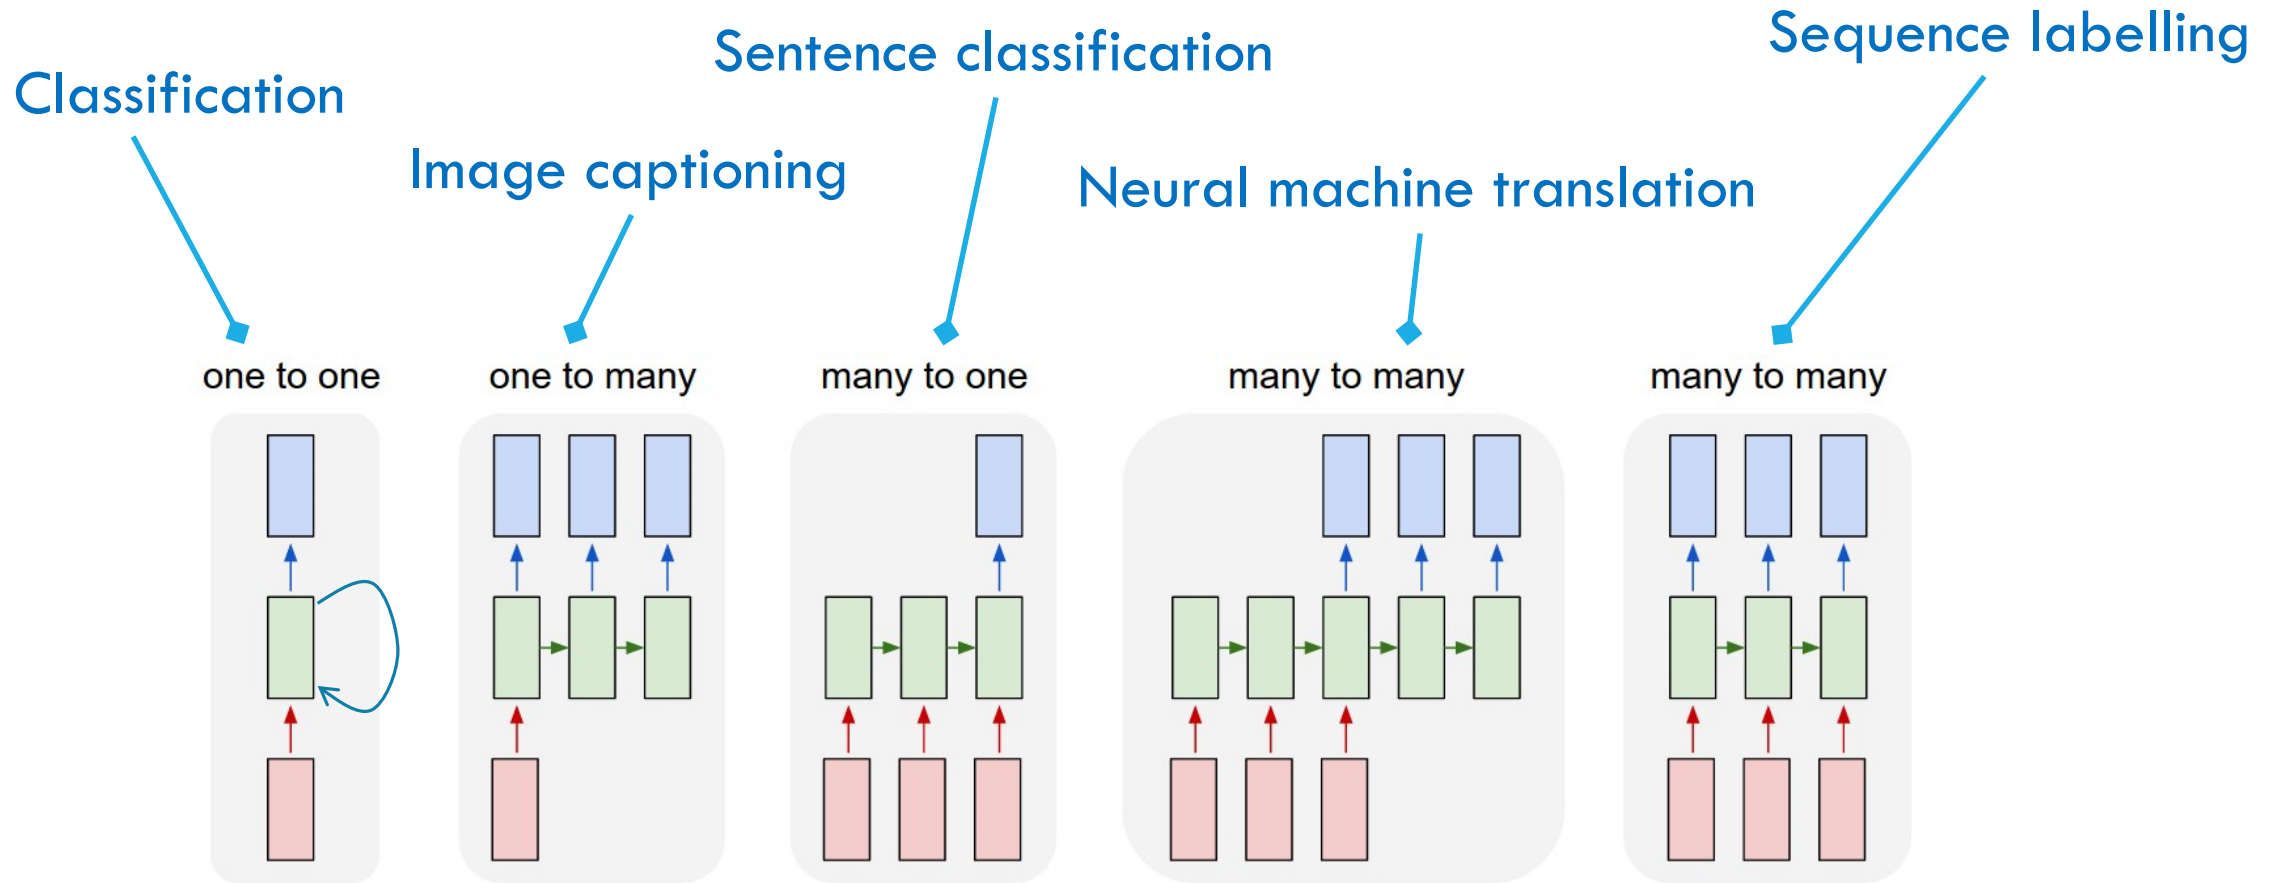 Classification
Image captioning
Sentence classification
Neural machine translation
Sequence labelling
one to one
one to many
many to one
many to many
many to many